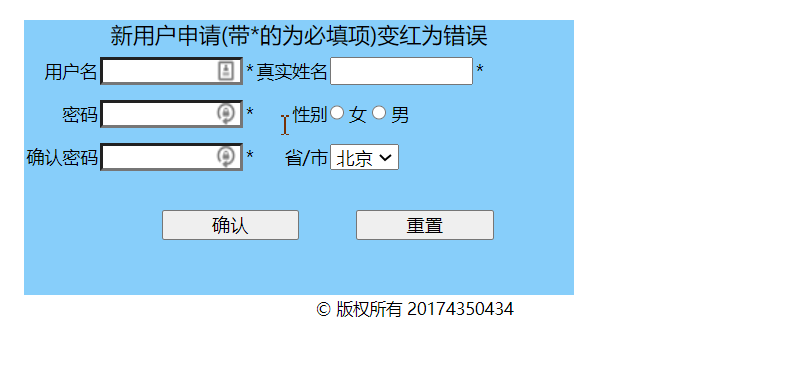 新用户申请(带*的为必填项)变红为错误
用户名 * 真实姓名 *
密码 * 性别 女 男
确认密码 * 省/市 北京
确认 重置
© 版权所有 20174350434